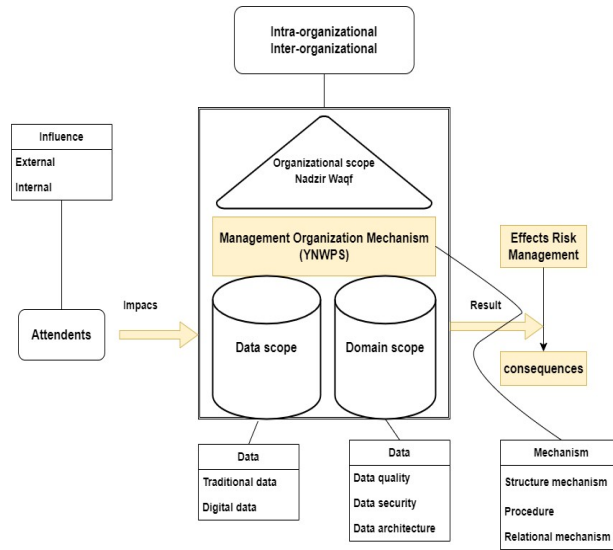 Intra-organizational
Inter-organizational
Influence
External
Internal
Organizational scope
Nadzir Waqf
Management Organization Mechanism
(YNWPS)
Effects Risk
Management
Impacs
Result
Attendents
Data scope
Domain scope
consequences
Data
Traditional data
Digital data
Data
Data quality
Data security
Data architecture
Mechanism
Structure mechanism
Procedure
Relational mechanism